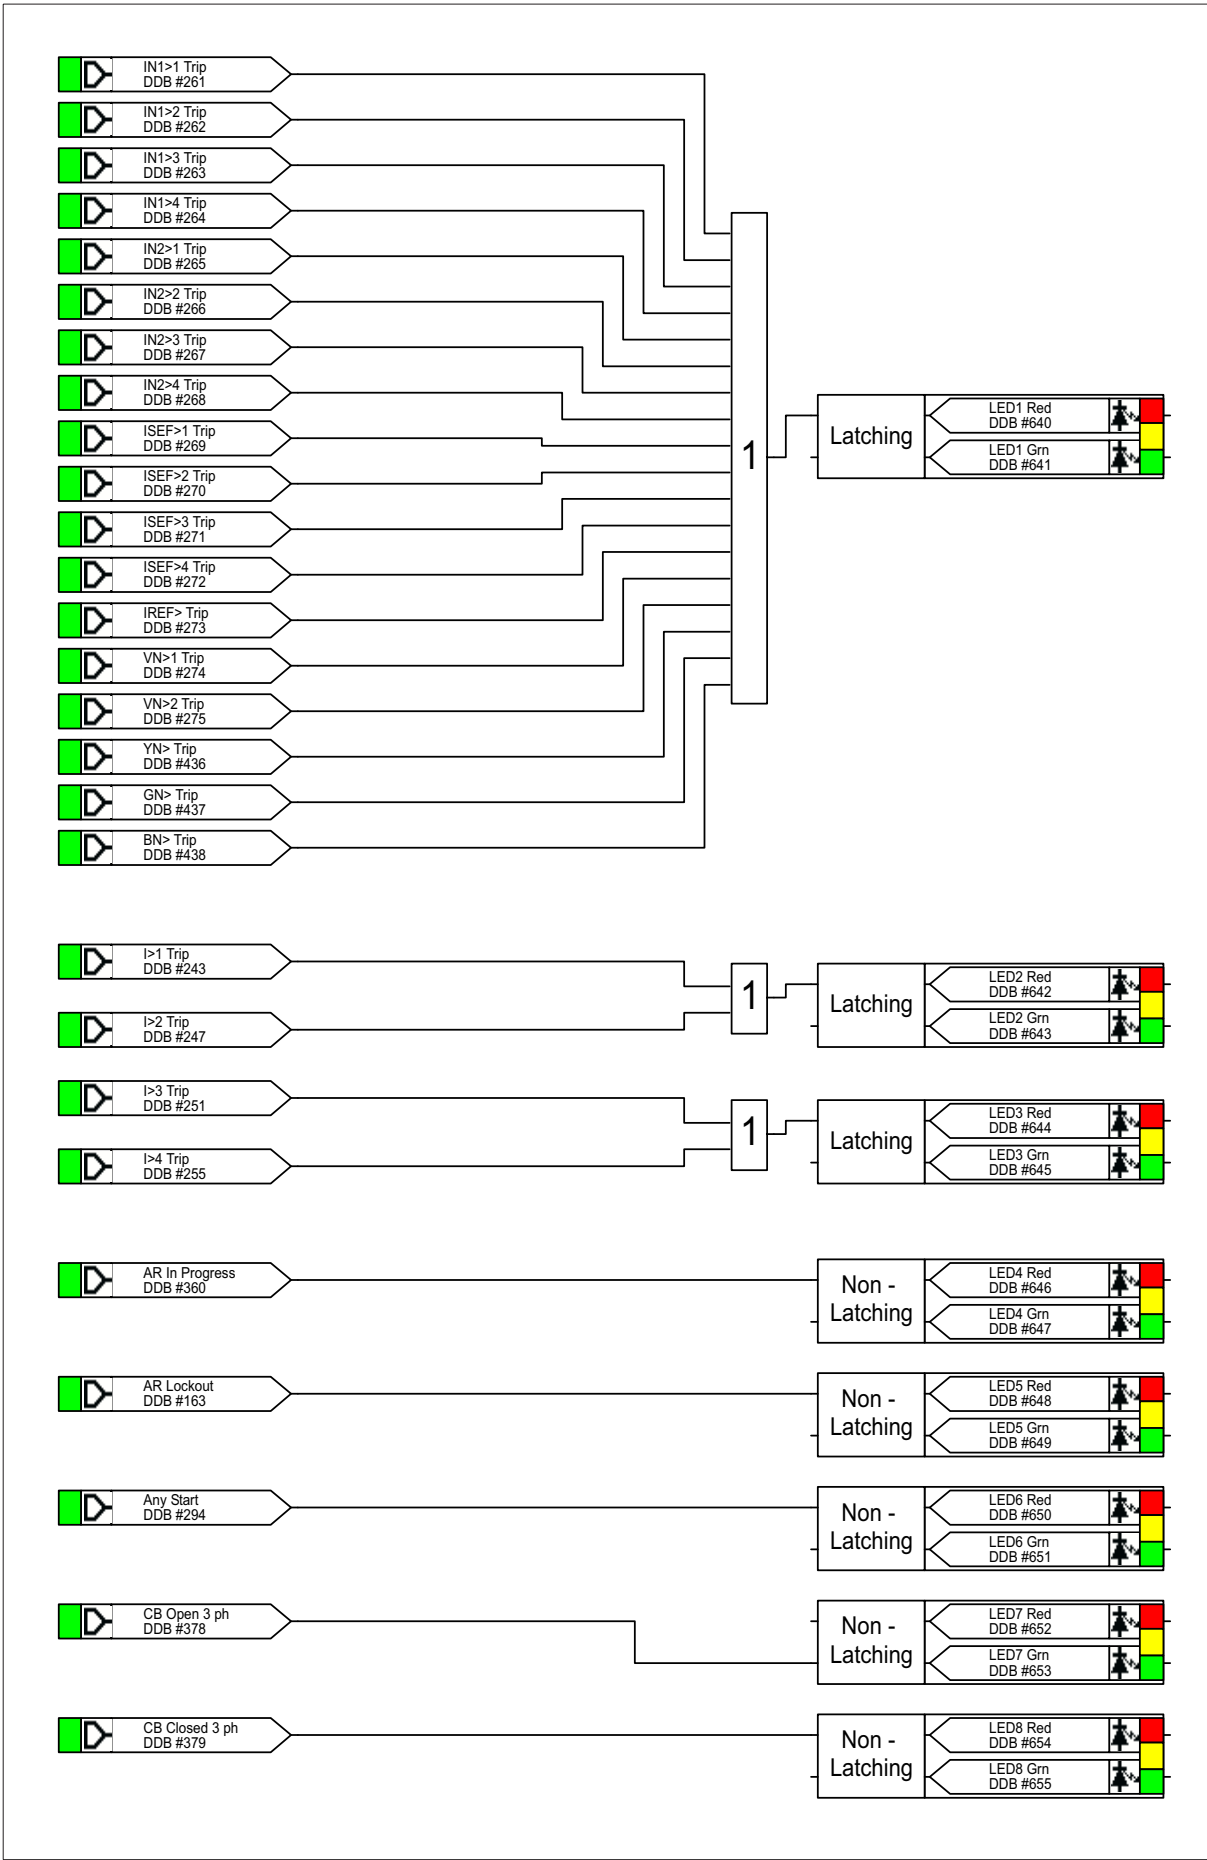 IN1>1 Trip
DDB #261
IN1>2 Trip
DDB #262
IN1>3 Trip
DDB #263
IN1>4 Trip
DDB #264
IN2>1 Trip
DDB #265
IN2>2 Trip
DDB #266
IN2>3 Trip
DDB #267
IN2>4 Trip
DDB #268
ISEF>1 Trip
DDB #269
ISEF>2 Trip
DDB #270
ISEF>3 Trip
DDB #271
ISEF>4 Trip
DDB #272
IREF> Trip
DDB #273
VN>1 Trip
DDB #274
VN>2 Trip
DDB #275
YN> Trip
DDB #436
GN> Trip
DDB #437
BN> Trip
DDB #438
1
Latching
LED1 Red
DDB #640
LED1 Grn
DDB #641
I>1 Trip
DDB #243
I>2 Trip
DDB #247
1
Latching
LED2 Red
DDB #642
LED2 Grn
DDB #643
I>3 Trip
DDB #251
I>4 Trip
DDB #255
1
Latching
LED3 Red
DDB #644
LED3 Grn
DDB #645
AR In Progress
DDB #360
Non -
Latching
LED4 Red
DDB #646
LED4 Grn
DDB #647
AR Lockout
DDB #163
Non -
Latching
LED5 Red
DDB #648
LED5 Grn
DDB #649
Any Start
DDB #294
Non -
Latching
LED6 Red
DDB #650
LED6 Grn
DDB #651
CB Open 3 ph
DDB #378
Non -
Latching
LED7 Red
DDB #652
LED7 Grn
DDB #653
CB Closed 3 ph
DDB #379
Non -
Latching
LED8 Red
DDB #654
LED8 Grn
DDB #655